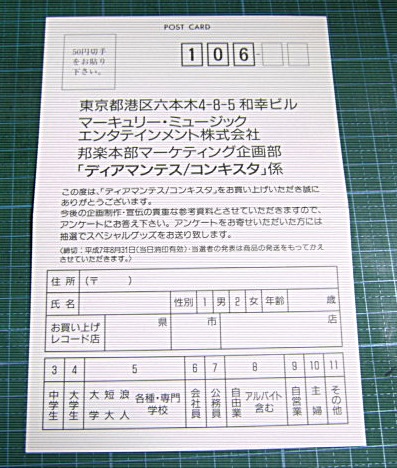 POST CARD
50円切手
をお貼り
下さい。
106
東京都港区六本木4-8-5 和幸ビル
マーキュリー・ミュージック
エンタテインメント株式会社
邦楽本部マーケティング企画部
「ディアマンテス/コンキスタ」係
この度は、「ディアマンテス/コンキスタ」をお買い上げいただき誠に
ありがとうございます。
今後の企画制作・宣伝の貴重な参考資料とさせていただきますので、
アンケートにお答え下さい。アンケートをお寄せいただいた方には
抽選でスペシャルグッズをお送り致します。
(締切:平成7年8月31日(当日消印有効)・当選者の発表は商品の発送をもってかえ
させていただきます。)
住所 (〒 )
氏名 性別 1 男 2 女 年齢 歳
お買い上げ
レコード店 県 市 店
3 4 5 6 7 8 9 10 11
中学生 大学生 大学 短大 浪人 各種・専門学校 会社員 公務員 自由業 アルバイト含む 自営業 主婦 その他